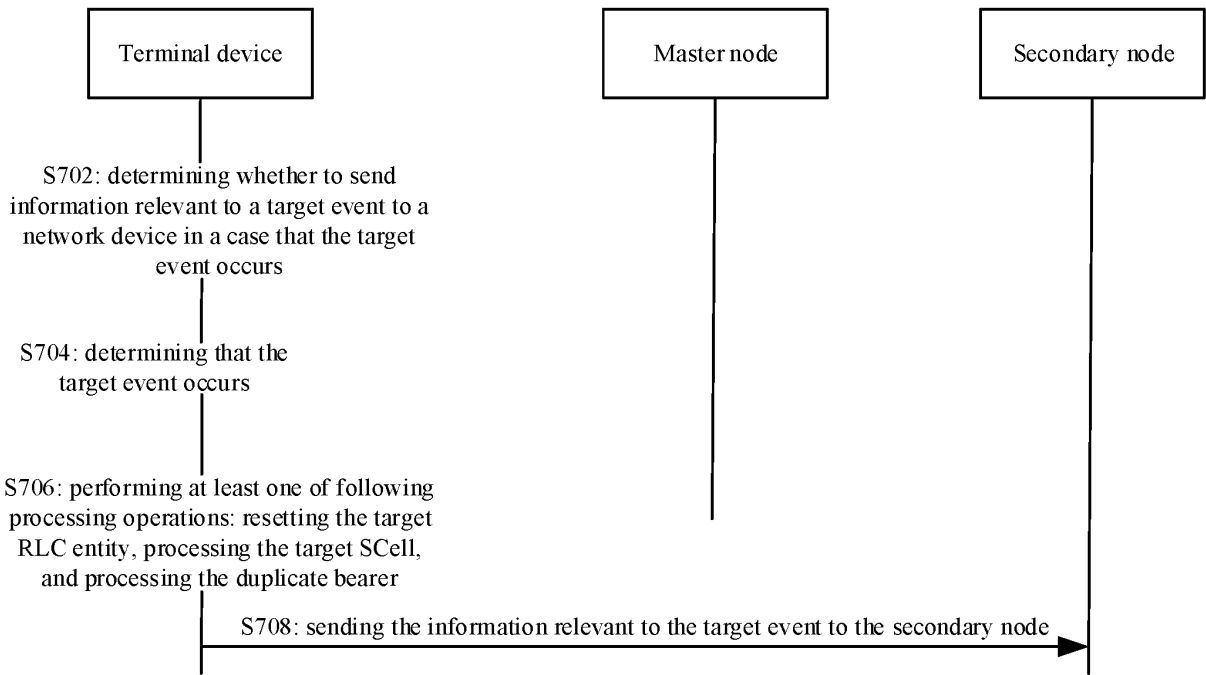 Terminal device
Master node
Secondary node
S702: determining whether to send
information relevant to a target event to a
network device in a case that the target
event occurs
S704: determining that the
target event occurs
S706: performing at least one of following
processing operations: resetting the target
RLC entity, processing the target SCell,
and processing the duplicate bearer
S708: sending the information relevant to the target event to the secondary node